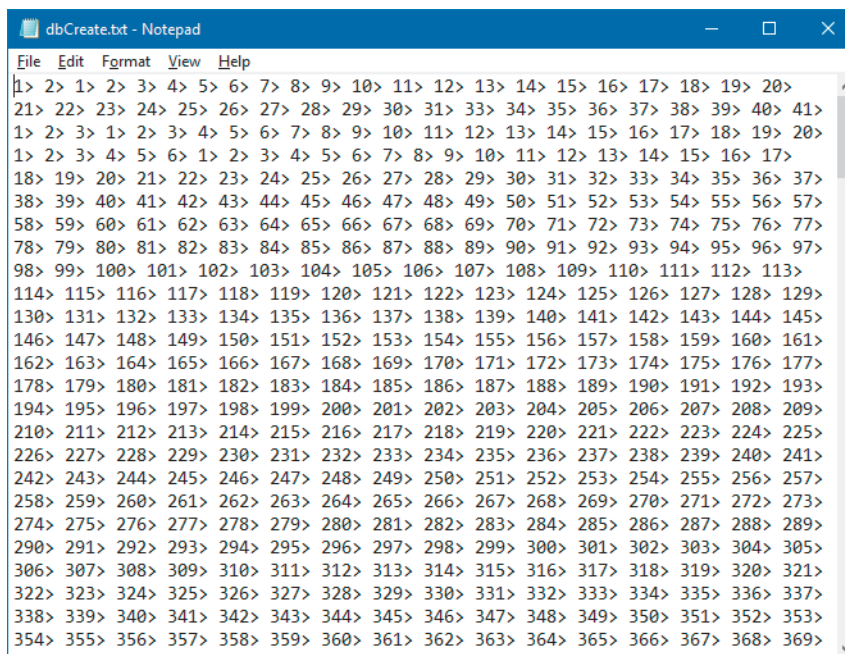 dbCreate.txt - Notepad
File Edit Format View Help
1> 2> 1> 2> 3> 4> 5> 6> 7> 8> 9> 10> 11> 12> 13> 14> 15> 16> 17> 18> 19> 20>
21> 22> 23> 24> 25> 26> 27> 28> 29> 30> 31> 33> 34> 35> 36> 37> 38> 39> 40> 41>
1> 2> 3> 1> 2> 3> 4> 5> 6> 7> 8> 9> 10> 11> 12> 13> 14> 15> 16> 17> 18> 19> 20>
1> 2> 3> 4> 5> 6> 1> 2> 3> 4> 5> 6> 7> 8> 9> 10> 11> 12> 13> 14> 15> 16> 17>
18> 19> 20> 21> 22> 23> 24> 25> 26> 27> 28> 29> 30> 31> 32> 33> 34> 35> 36> 37>
38> 39> 40> 41> 42> 43> 44> 45> 46> 47> 48> 49> 50> 51> 52> 53> 54> 55> 56> 57>
58> 59> 60> 61> 62> 63> 64> 65> 66> 67> 68> 69> 70> 71> 72> 73> 74> 75> 76> 77>
78> 79> 80> 81> 82> 83> 84> 85> 86> 87> 88> 89> 90> 91> 92> 93> 94> 95> 96> 97>
98> 99> 100> 101> 102> 103> 104> 105> 106> 107> 108> 109> 110> 111> 112> 113>
114> 115> 116> 117> 118> 119> 120> 121> 122> 123> 124> 125> 126> 127> 128> 129>
130> 131> 132> 133> 134> 135> 136> 137> 138> 139> 140> 141> 142> 143> 144> 145>
146> 147> 148> 149> 150> 151> 152> 153> 154> 155> 156> 157> 158> 159> 160> 161>
162> 163> 164> 165> 166> 167> 168> 169> 170> 171> 172> 173> 174> 175> 176> 177>
178> 179> 180> 181> 182> 183> 184> 185> 186> 187> 188> 189> 190> 191> 192> 193>
194> 195> 196> 197> 198> 199> 200> 201> 202> 203> 204> 205> 206> 207> 208> 209>
210> 211> 212> 213> 214> 215> 216> 217> 218> 219> 220> 221> 222> 223> 224> 225>
226> 227> 228> 229> 230> 231> 232> 233> 234> 235> 236> 237> 238> 239> 240> 241>
242> 243> 244> 245> 246> 247> 248> 249> 250> 251> 252> 253> 254> 255> 256> 257>
258> 259> 260> 261> 262> 263> 264> 265> 266> 267> 268> 269> 270> 271> 272> 273>
274> 275> 276> 277> 278> 279> 280> 281> 282> 283> 284> 285> 286> 287> 288> 289>
290> 291> 292> 293> 294> 295> 296> 297> 298> 299> 300> 301> 302> 303> 304> 305>
306> 307> 308> 309> 310> 311> 312> 313> 314> 315> 316> 317> 318> 319> 320> 321>
322> 323> 324> 325> 326> 327> 328> 329> 330> 331> 332> 333> 334> 335> 336> 337>
338> 339> 340> 341> 342> 343> 344> 345> 346> 347> 348> 349> 350> 351> 352> 353>
354> 355> 356> 357> 358> 359> 360> 361> 362> 363> 364> 365> 366> 367> 368> 369>